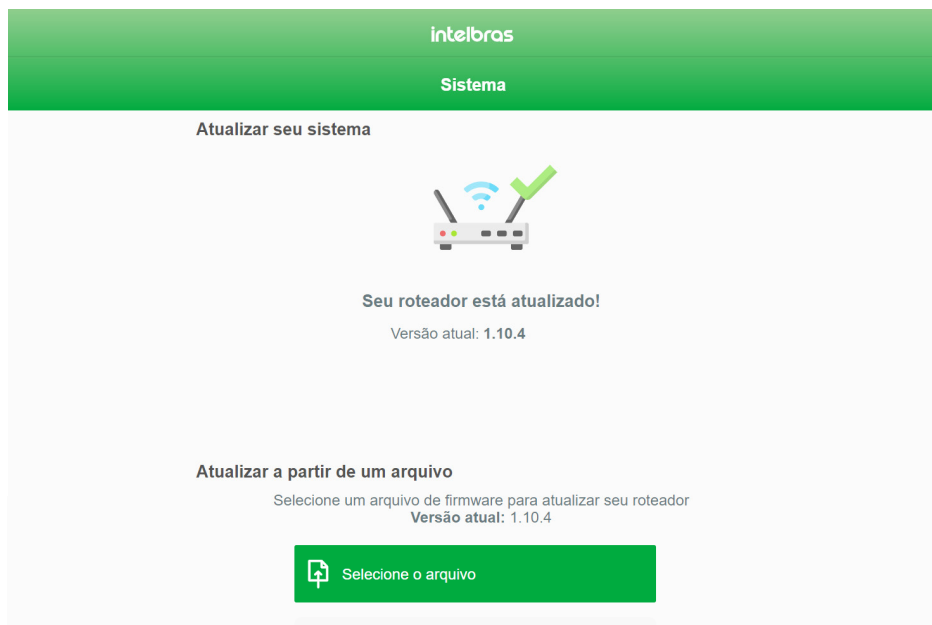 intelbras
Sistema
Atualizar seu sistema
Seu roteador está atualizado!
Versão atual: 1.10.4
Atualizar a partir de um arquivo
Selecione um arquivo de firmware para atualizar seu roteador
Versão atual: 1.10.4
Selecione o arquivo